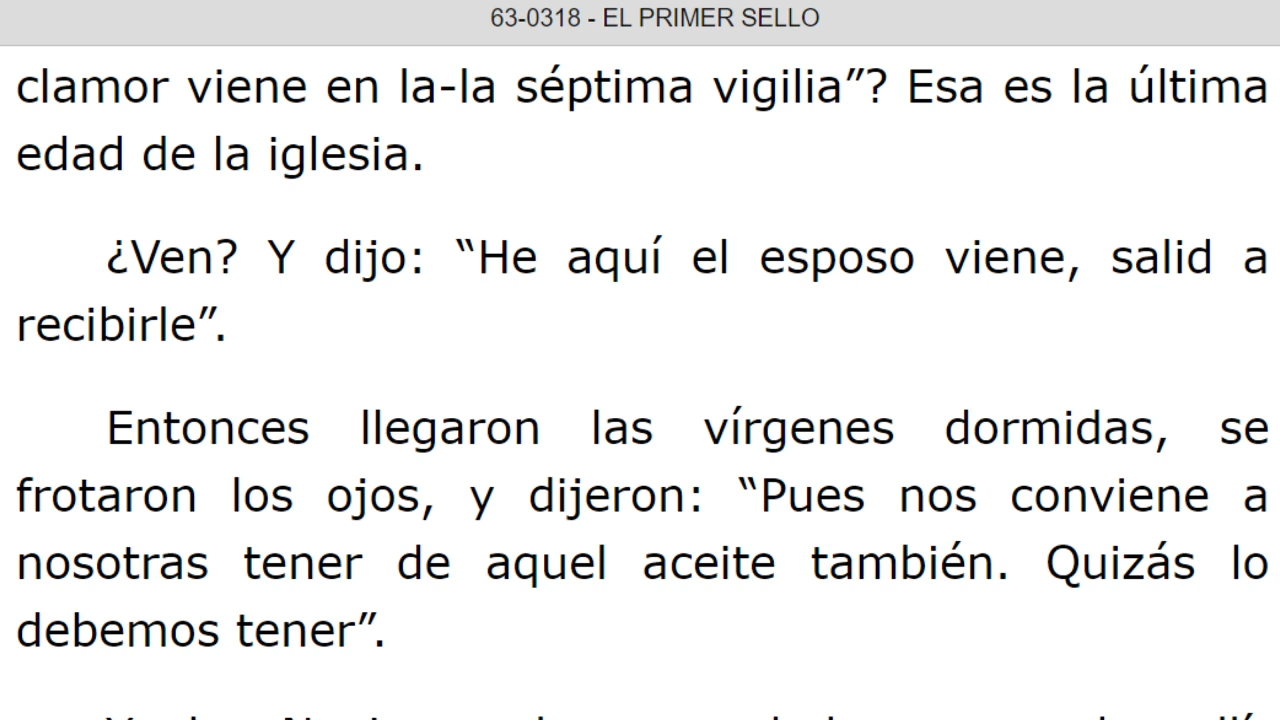 63-0318 - EL PRIMER SELLO
clamor viene en la-la séptima vigilia”? Esa es la última
edad de la iglesia.
¿Ven? Y dijo: “He aquí el esposo viene, salid a
recibirle”.
Entonces llegaron las vírgenes dormidas, se
frotaron los ojos, y dijeron: “Pues nos conviene a
nosotras tener de aquel aceite también. Quizás lo
debemos tener”.